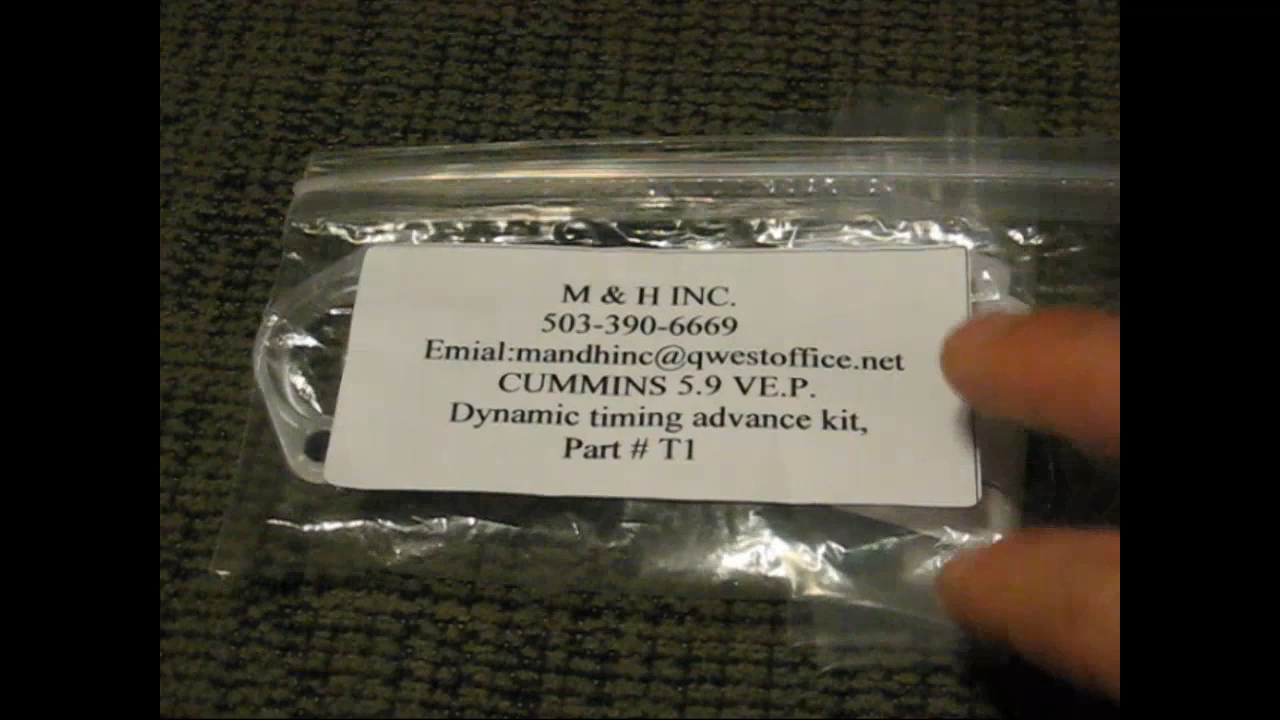 M & H INC.
503-390-6669
Emial:mandhinc@qwestoffice.net
CUMMINS 5.9 VE.P.
Dynamic timing advance kit,
Part # T1